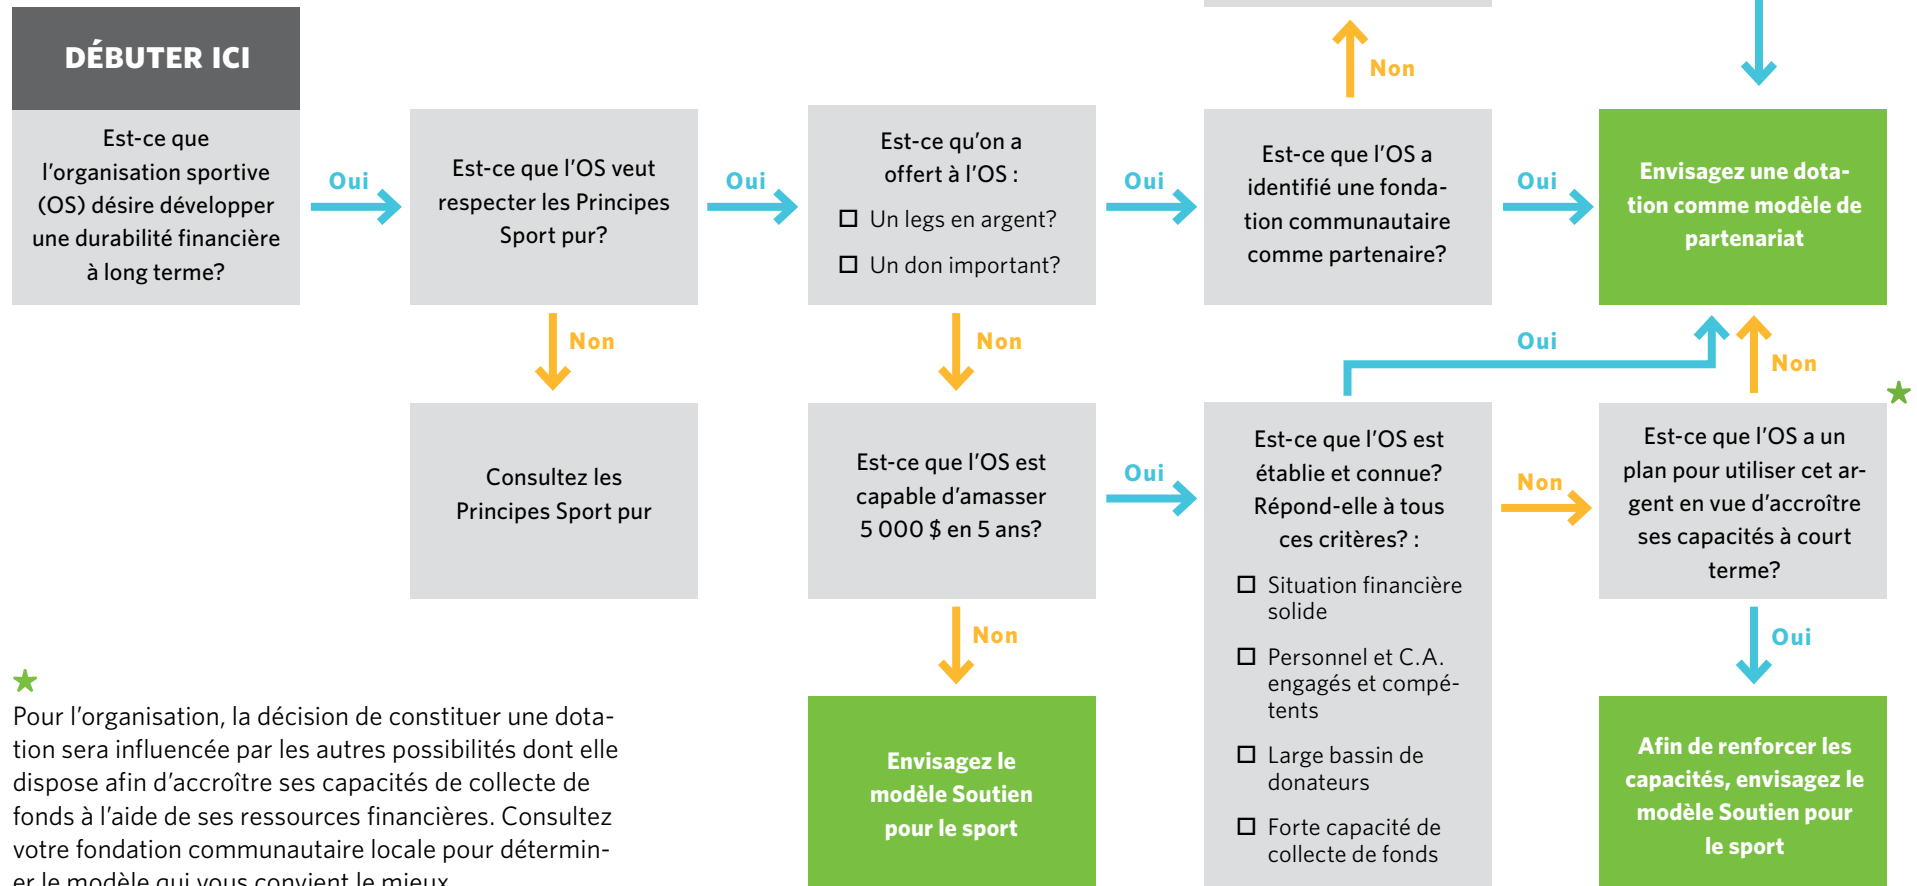 DÉBUTER ICI
Est-ce que
l'organisation sportive
(OS) désire développer
une durabilité financière
à long terme?
Oui
Est-ce que l'OS veut
respecter les Principes
Sport pur?
Oui
Non
Consultez les
Principes Sport pur
Est-ce qu'on a
offert à l'OS :
Un legs en argent?
Un don important?
Oui
Non
Est-ce que l'OS a
identifié une fonda-
tion communautaire
comme partenaire?
Non
Oui
Envisagez une dota-
tion comme modèle de
partenariat
Est-ce que l'OS est
capable d'amasser
5 000 $ en 5 ans?
Oui
Non
Envisagez le
modèle Soutien
pour le sport
Est-ce que l'OS est
établie et connue?
Répond-elle à tous
ces critères? :
Situation financière
solide
Personnel et C.A.
engagés et compé-
tents
Large bassin de
donateurs
Forte capacité de
collecte de fonds
Oui
Non
Est-ce que l'OS a un
plan pour utiliser cet ar-
gent en vue d'accroître
ses capacités à court
terme?
Non
Oui
Afin de renforcer les
capacités, envisagez le
modèle Soutien pour
le sport
Pour l'organisation, la décision de constituer une dota-
tion sera influencée par les autres possibilités dont elle
dispose afin d'accroître ses capacités de collecte de
fonds à l'aide de ses ressources financières. Consultez
votre fondation communautaire locale pour détermin-
er le modèle qui vous convient le mieux